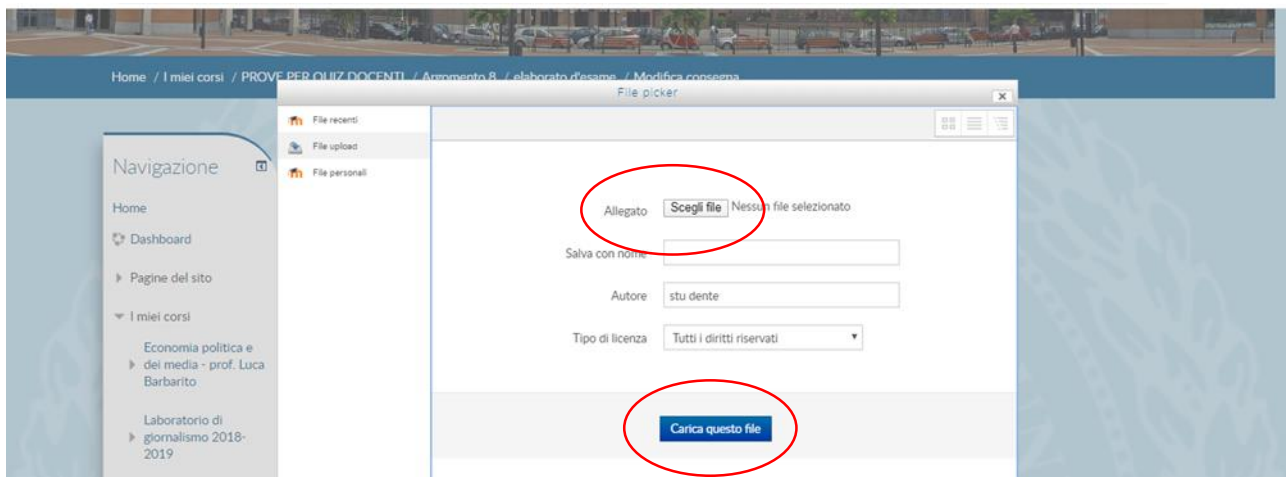 Home / I miei corsi / PROVE PER QUIZ DOCENTI / Argomento 8 / elaborato d'esame / Modifica consegna
File picker
File recenti
File upload
File personali
Navigazione
Home
Dashboard
Pagine del sito
I miei corsi
Economia politica e
dei media - prof. Luca
Barbarito
Laboratorio di
giornalismo 2018-
2019
Allegato Scegli file Nessun file selezionato
Salva con nome
Autore stu dente
Tipo di licenza Tutti i diritti riservati
Carica questo file